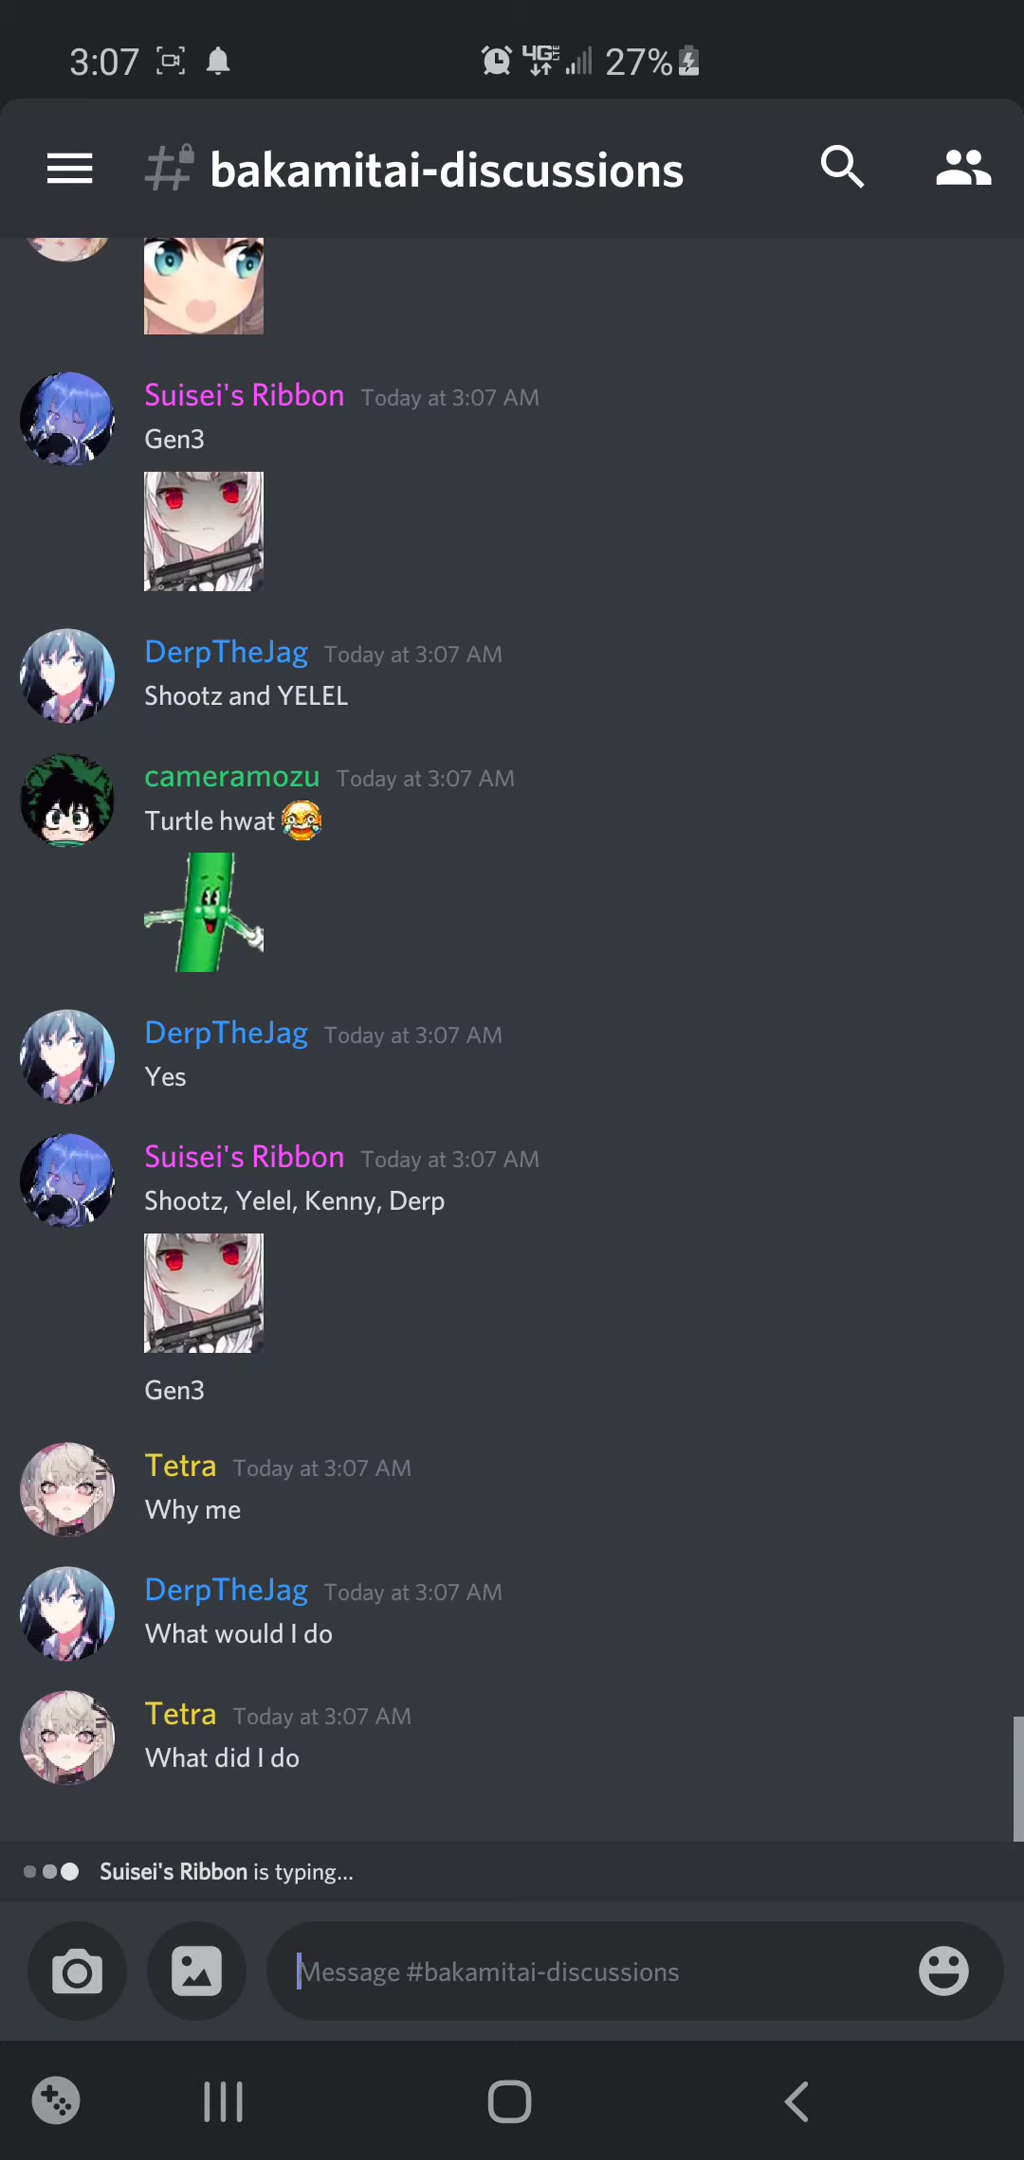 3:07 4G LTE 27%
bakamitai-discussions
Suisei's Ribbon Today at 3:07 AM
Gen3
DerpTheJag Today at 3:07 AM
Shootz and YELEL
cameramozu Today at 3:07 AM
Turtle hwat 😂
DerpTheJag Today at 3:07 AM
Yes
Suisei's Ribbon Today at 3:07 AM
Shootz, Yelel, Kenny, Derp
Gen3
Tetra Today at 3:07 AM
Why me
DerpTheJag Today at 3:07 AM
What would I do
Tetra Today at 3:07 AM
What did I do
Suisei's Ribbon is typing...
Message #bakamitai-discussions